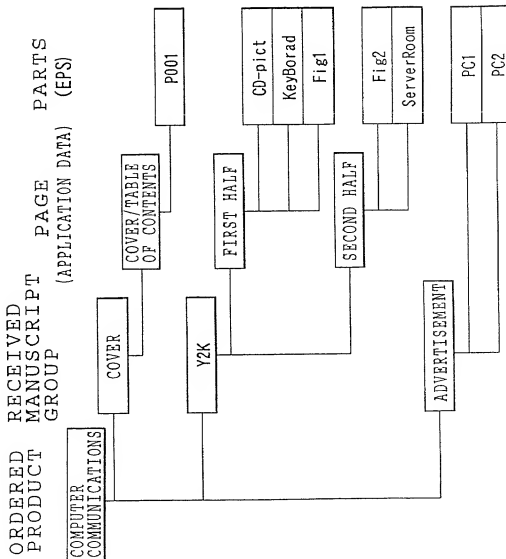 ORDERED
PRODUCT
RECEIVED
MANUSCRIPT
GROUP
PAGE
(APPLICATION DATA)
PARTS
(EPS)
COMPUTER
COMMUNICATIONS
COVER
COVER/TABLE
OF CONTENTS
P001
Y2K
FIRST HALF
CD-pict
KeyBorad
Fig1
SECOND HALF
Fig2
ServerRoom
ADVERTISEMENT
PC1
PC2